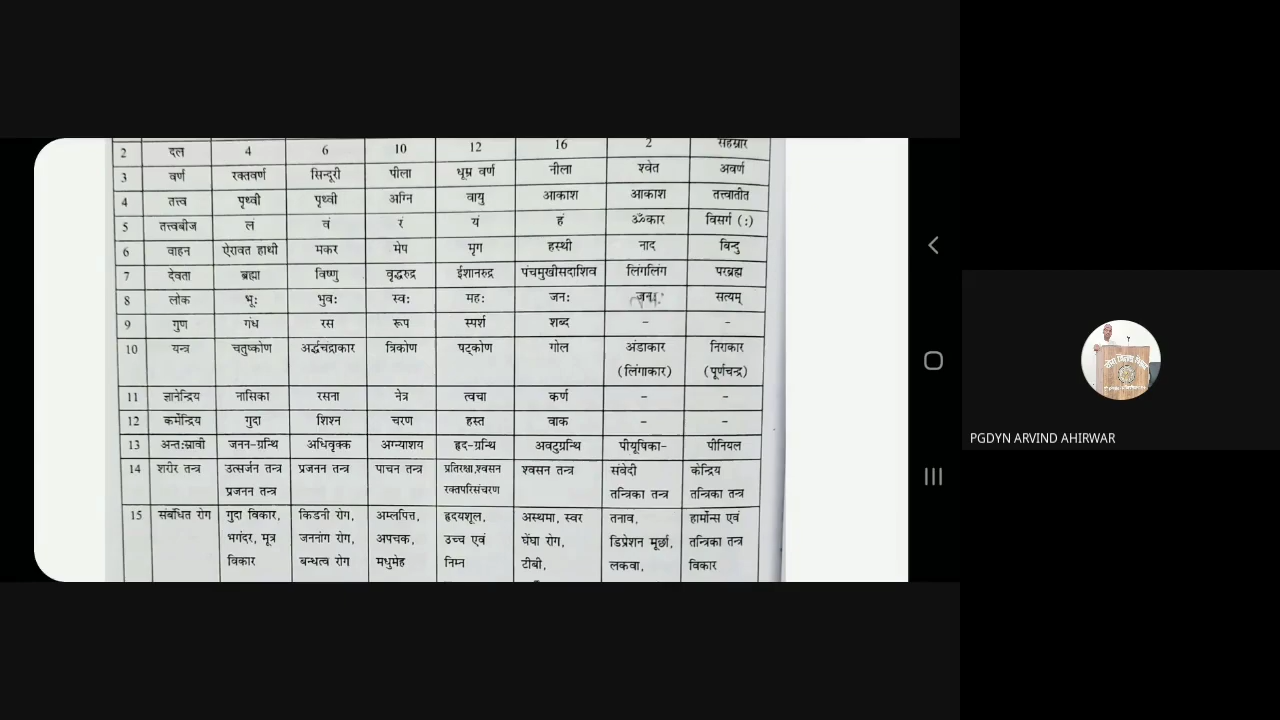 2 दल 4 6 10 12 16 2 सहस्रार
3 वर्ण रक्तवर्ण सिन्दूरी पीला धूम्र वर्ण नीला श्वेत अवर्ण
4 तत्त्व पृथ्वी पृथ्वी अग्नि वायु आकाश आकाश तत्त्वातीत
5 तत्त्वबीज लं वं रं यं हं ॐकार विसर्ग (:)
6 वाहन ऐरावत हाथी मकर मेष मृग हस्थी नाद बिन्दु
7 देवता ब्रह्मा विष्णु वृद्धरुद्र ईशानरुद्र पंचमुखीसदाशिव लिंगलिंग परब्रह्म
8 लोक भूः भुवः स्वः महः जनः सत्यम्
9 गुण गंध रस रूप स्पर्श शब्द - -
10 यन्त्र चतुष्कोण अर्द्धचद्राकार त्रिकोण षट्कोण गोल अंडाकार निराकार
(लिंगाकार) (पूर्णचन्द्र)
11 ज्ञानेन्द्रिय नासिका रसना नेत्र त्वचा कर्ण - -
12 कर्मेन्द्रिय गुदा शिश्न चरण हस्त वाक - -
13 अन्तःस्रावी जनन-ग्रन्थि अधिवृक्क अग्न्याशय हृद-ग्रन्थि अवटुग्रन्थि पीयूषिका- पीनियल
14 शरीर तन्त्र उत्सर्जन तन्त्र प्रजनन तन्त्र पाचन तन्त्र प्रतिरक्षा,श्वसन श्वसन तन्त्र संवेदी केन्द्रिय
प्रजनन तन्त्र रक्तपरिसंचरण तन्त्रिका तन्त्र तन्त्रिका तन्त्र
15 संबंधित रोग गुदा विकार, किडनी रोग, अम्लपित्त, हृदयशूल, अस्थमा, स्वर तनाव, हार्मोन्स एवं
भगंदर, मूत्र जननांग रोग, अपचक, उच्च एवं घेंघा रोग, डिप्रेशन मूर्छा, तन्त्रिका तन्त्र
विकार बन्धत्व रोग मधुमेह निम्न टीबी, लकवा, विकार
PGDYN ARVIND AHIRWAR